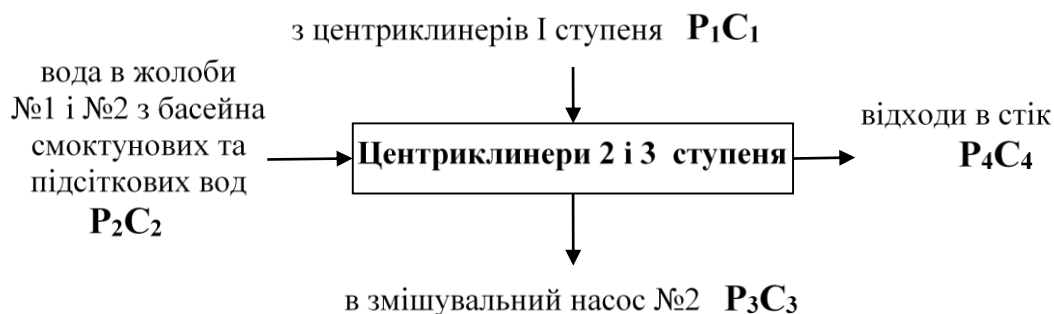 з центриклинерів І ступеня P₁C₁
вода в жолоби
№1 і №2 з басейна
смоктунових та
підсіткових вод
P₂C₂
Центриклинери 2 і 3 ступеня
відходи в стік
P₄C₄
в змішувальний насос №2 P₃C₃